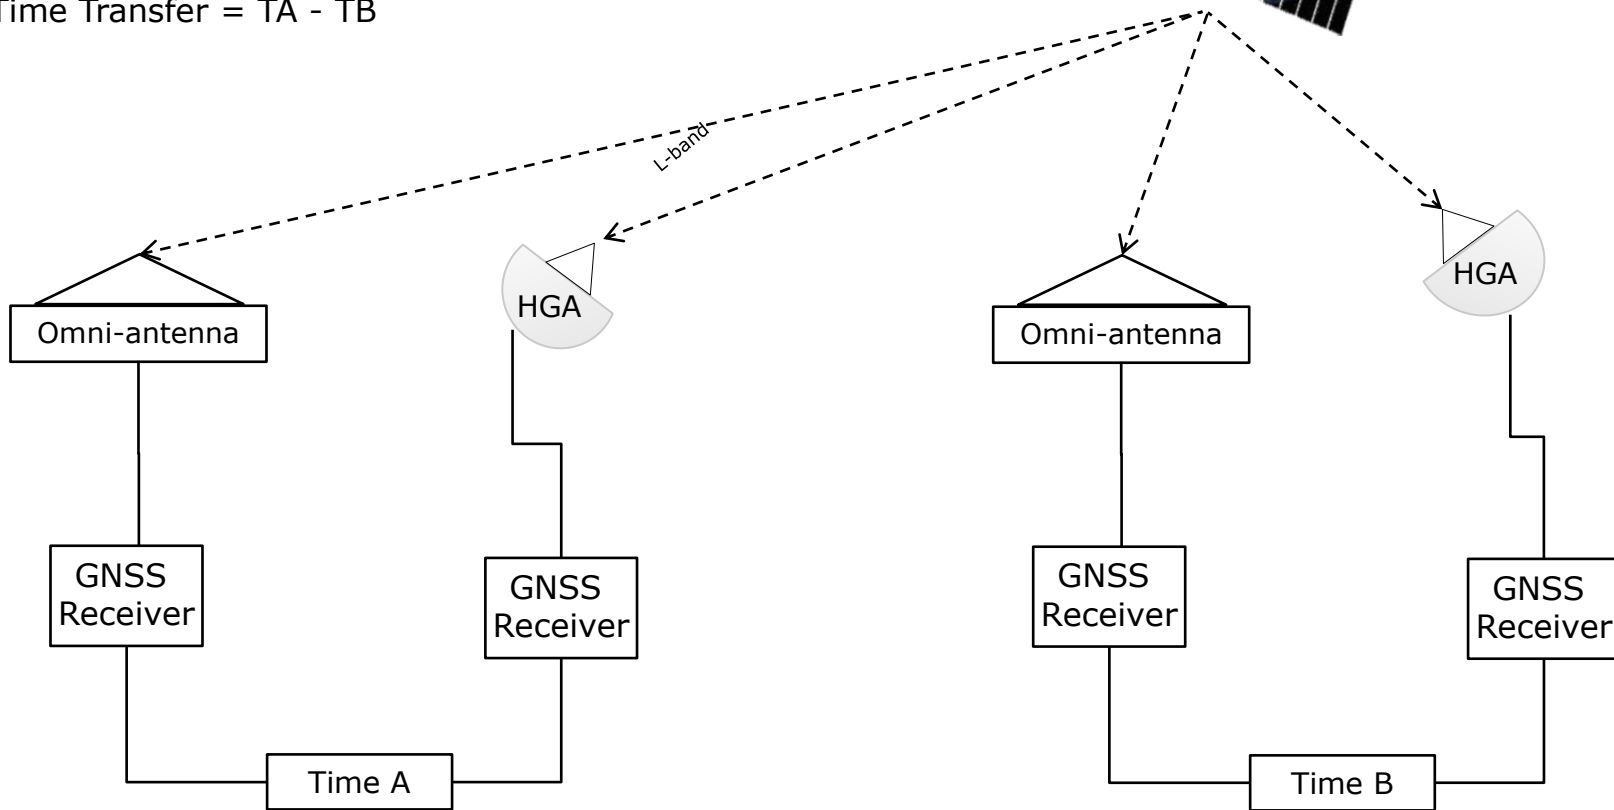 Time Transfer = TA - TB
L-band
HGA
HGA
Omni-antenna
Omni-antenna
GNSS
Receiver
GNSS
Receiver
GNSS
Receiver
GNSS
Receiver
Time A
Time B